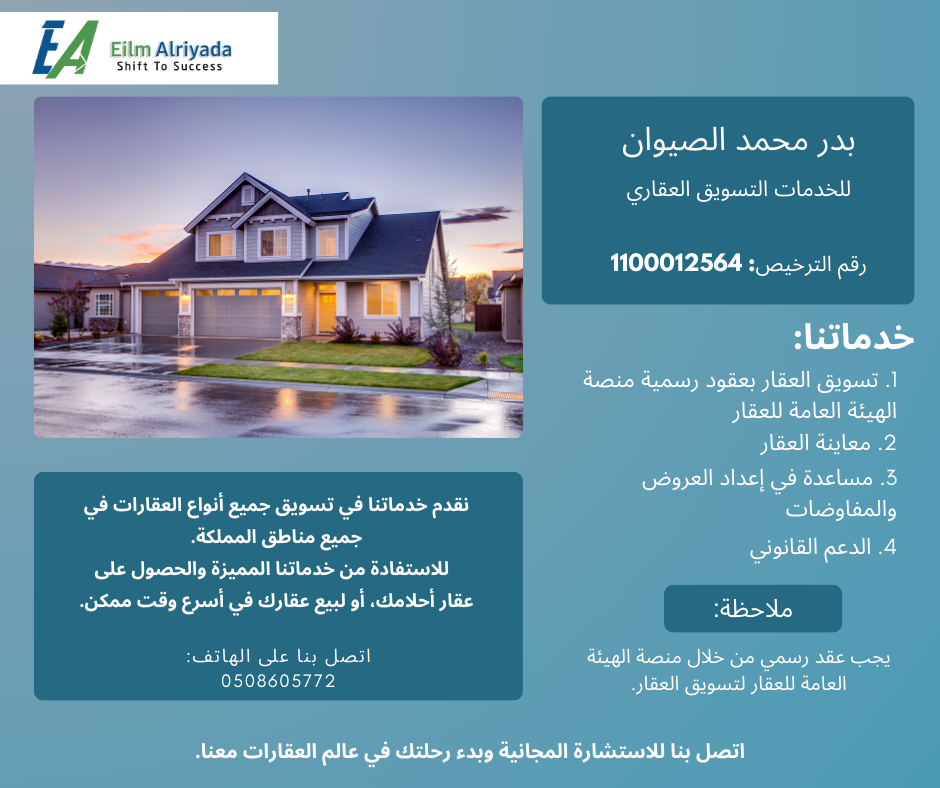 EA
Eilm Alriyada
Shift To Success
بدر محمد الصيوان
للخدمات التسويق العقاري
رقم الترخيص: 1100012564
خدماتنا:
1. تسويق العقار بعقود رسمية منصة
الهيئة العامة للعقار
2. معاينة العقار
3. مساعدة في إعداد العروض
والمفاوضات
4. الدعم القانوني
ملاحظة:
يجب عقد رسمي من خلال منصة الهيئة
العامة للعقار لتسويق العقار.
نقدم خدماتنا في تسويق جميع أنواع العقارات في
جميع مناطق المملكة.
للاستفادة من خدماتنا المميزة والحصول على
عقار أحلامك، أو لبيع عقارك في أسرع وقت ممكن.
اتصل بنا على الهاتف:
0508605772
اتصل بنا للاستشارة المجانية وبدء رحلتك في عالم العقارات معنا.